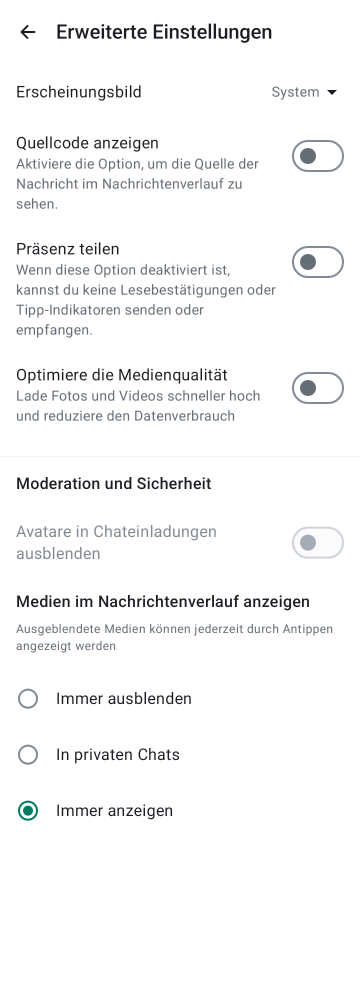 Erweiterte Einstellungen
Erscheinungsbild
System
Quellcode anzeigen
Aktiviere die Option, um die Quelle der
Nachricht im Nachrichtenverlauf zu
sehen.
Präsenz teilen
Wenn diese Option deaktiviert ist,
kannst du keine Lesebestätigungen oder
Tipp-Indikatoren senden oder
empfangen.
Optimiere die Medienqualität
Lade Fotos und Videos schneller hoch
und reduziere den Datenverbrauch
Moderation und Sicherheit
Avatare in Chateinladungen
ausblenden
Medien im Nachrichtenverlauf anzeigen
Ausgeblendete Medien können jederzeit durch Antippen
angezeigt werden
Immer ausblenden
In privaten Chats
Immer anzeigen